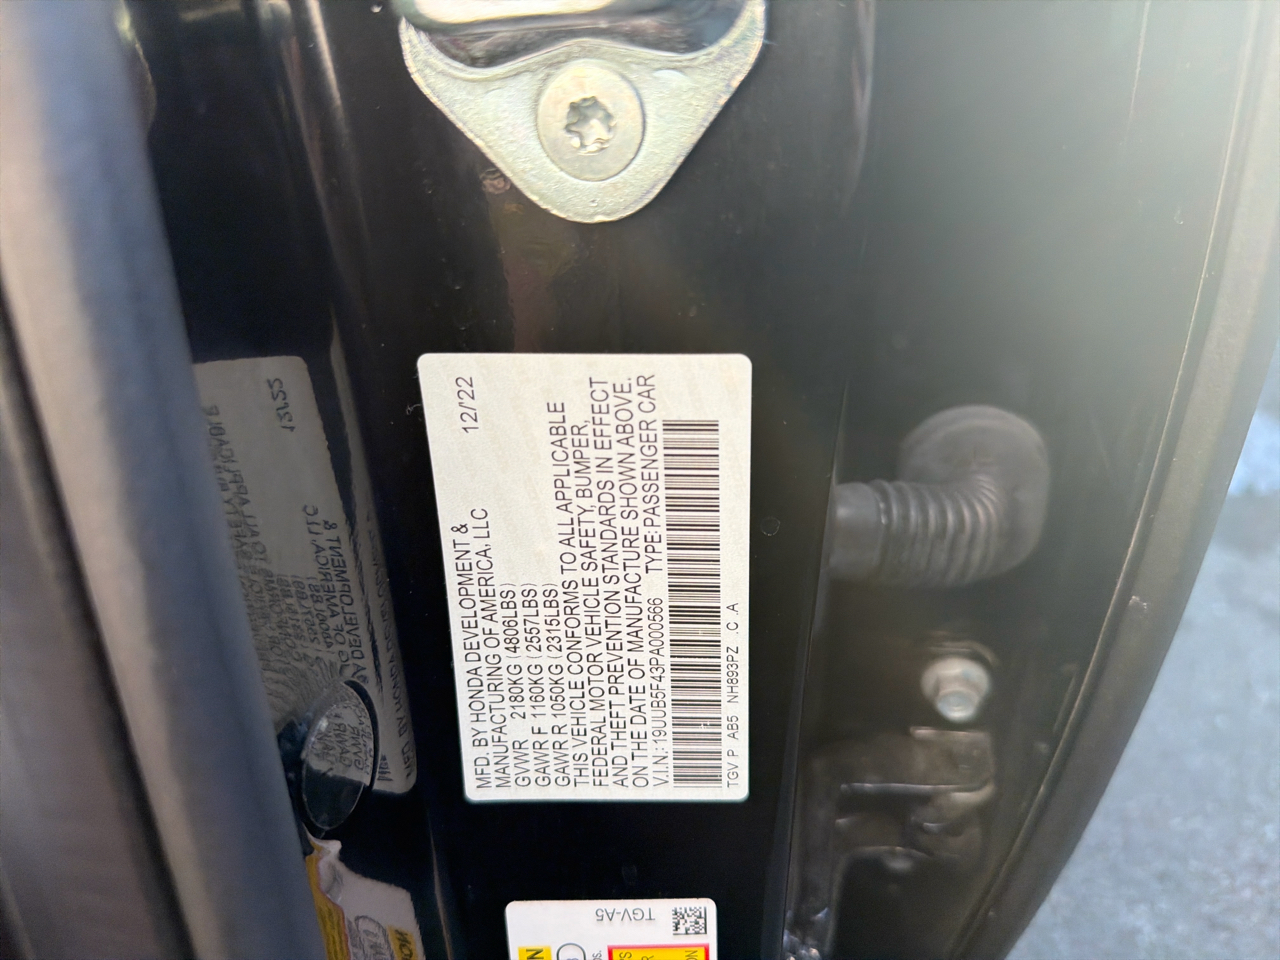 MFD. BY HONDA DEVELOPMENT &
MANUFACTURING OF AMERICA, LLC 12/'22
GVWR 2180KG (4806LBS)
GAWR F 1160KG (2557LBS)
GAWR R 1050KG (2315LBS)
THIS VEHICLE CONFORMS TO ALL APPLICABLE
FEDERAL MOTOR VEHICLE SAFETY, BUMPER,
AND THEFT PREVENTION STANDARDS IN EFFECT
ON THE DATE OF MANUFACTURE SHOWN ABOVE.
V.I.N.: 19UUB5F43PA000566 TYPE:PASSENGER CAR
TGV P AB5 NH893PZ .C .A
TGV-A5